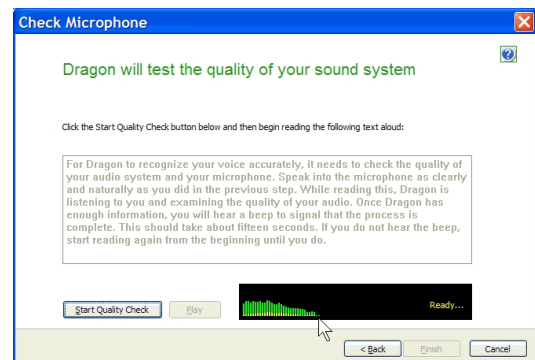 Check Microphone
Dragon will test the quality of your sound system
Click the Start Quality Check button below and then begin reading the following text aloud:
For Dragon to recognize your voice accurately, it needs to check the quality of
your audio system and your microphone. Speak into the microphone as clearly
and naturally as you did in the previous step. While reading this, Dragon is
listening to you and examining the quality of your audio. Once Dragon has
enough information, you will hear a beep to signal that the process is
complete. This should take about fifteen seconds. If you do not hear the beep,
start reading again from the beginning until you do.
Start Quality Check Play Ready...
< Back Finish Cancel